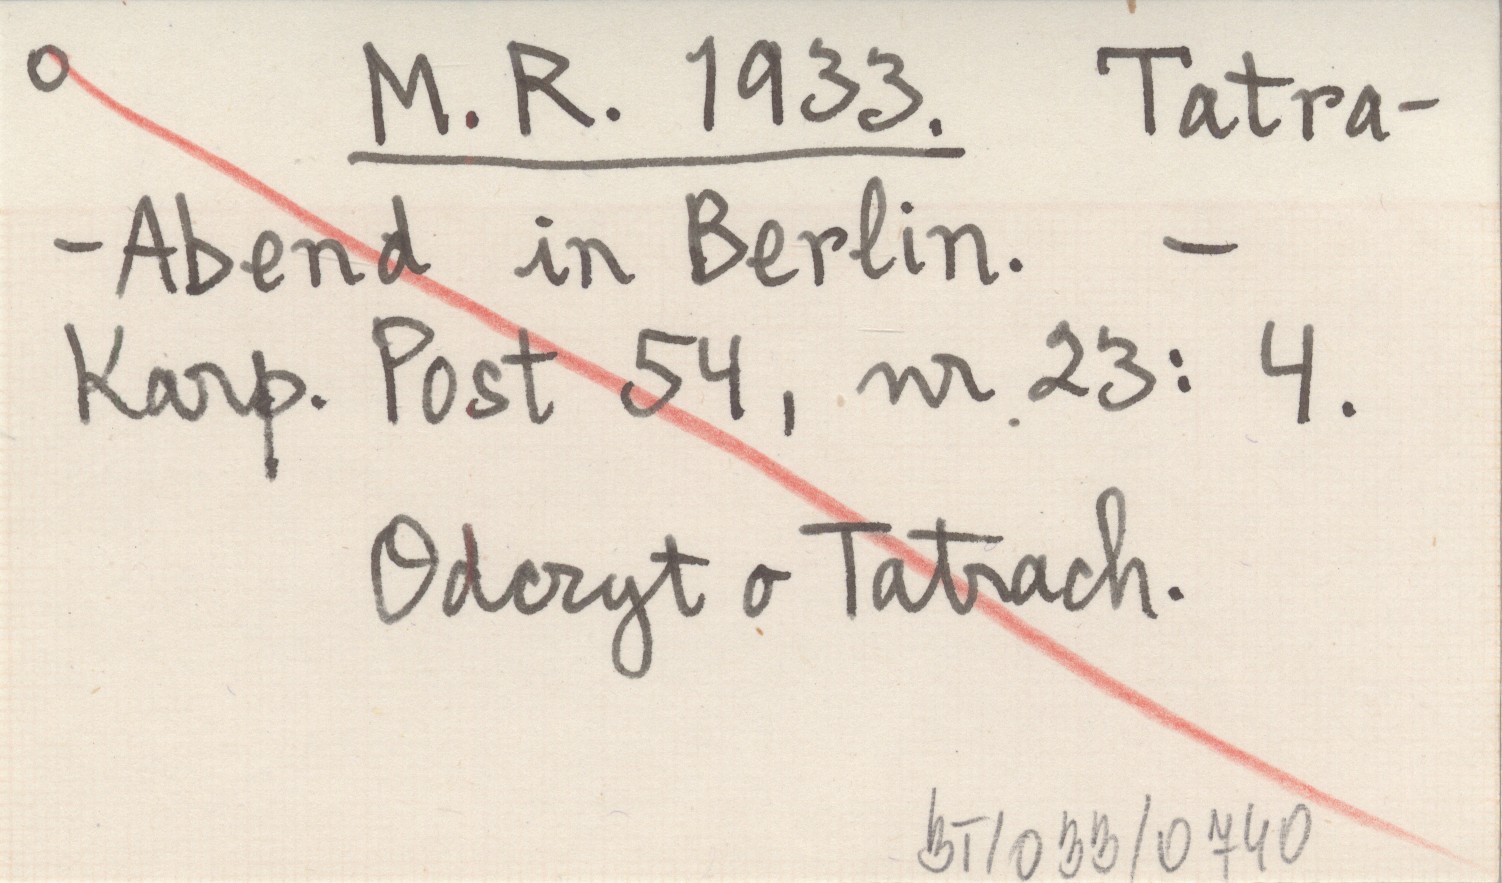 O M. R. 1933. Tatra-
-Abend in Berlin. -
Karp. Post 54, nr 23: 4.
Odczyt o Tatrach.
BT/033/0740